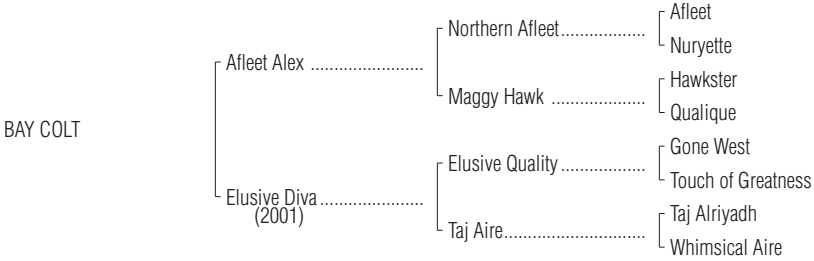 Afleet
Northern Afleet...................
Nuryette
Afleet Alex ........................
Hawkster
Maggy Hawk ....................
Qualique
BAY COLT
Gone West
Elusive Quality ..................
Touch of Greatness
Elusive Diva ......................
(2001)
Taj Alriyadh
Taj Aire..............................
Whimsical Aire